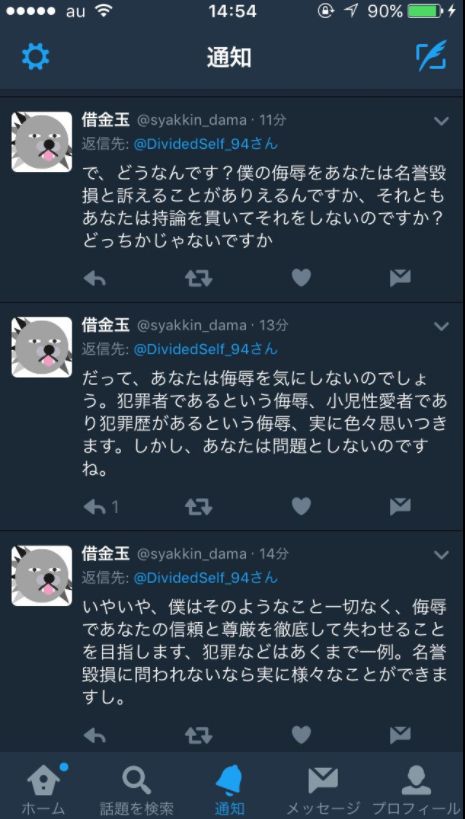 au 14:54 90%
通知
借金玉 @syakkin_dama · 11分
返信先: @DividedSelf_94さん
で、どうなんです？僕の侮辱をあなたは名誉毀
損と訴えることがありえるんですか、それとも
あなたは持論を貫いてそれをしないのですか？
どっちかじゃないですか
借金玉 @syakkin_dama · 13分
返信先: @DividedSelf_94さん
だって、あなたは侮辱を気にしないのでしょ
う。犯罪者であるという侮辱、小児性愛者であ
り犯罪歴があるという侮辱、実に色々思いつき
ます。しかし、あなたは問題としないのです
ね。
1
借金玉 @syakkin_dama · 14分
返信先: @DividedSelf_94さん
いやいや、僕はそのようなこと一切なく、侮辱
であなたの信頼と尊厳を徹底して失わせること
を目指します、犯罪などはあくまで一例。名誉
毀損に問われないなら実に様々なことができま
すし。
ホーム 話題を検索 通知 メッセージ プロフィール